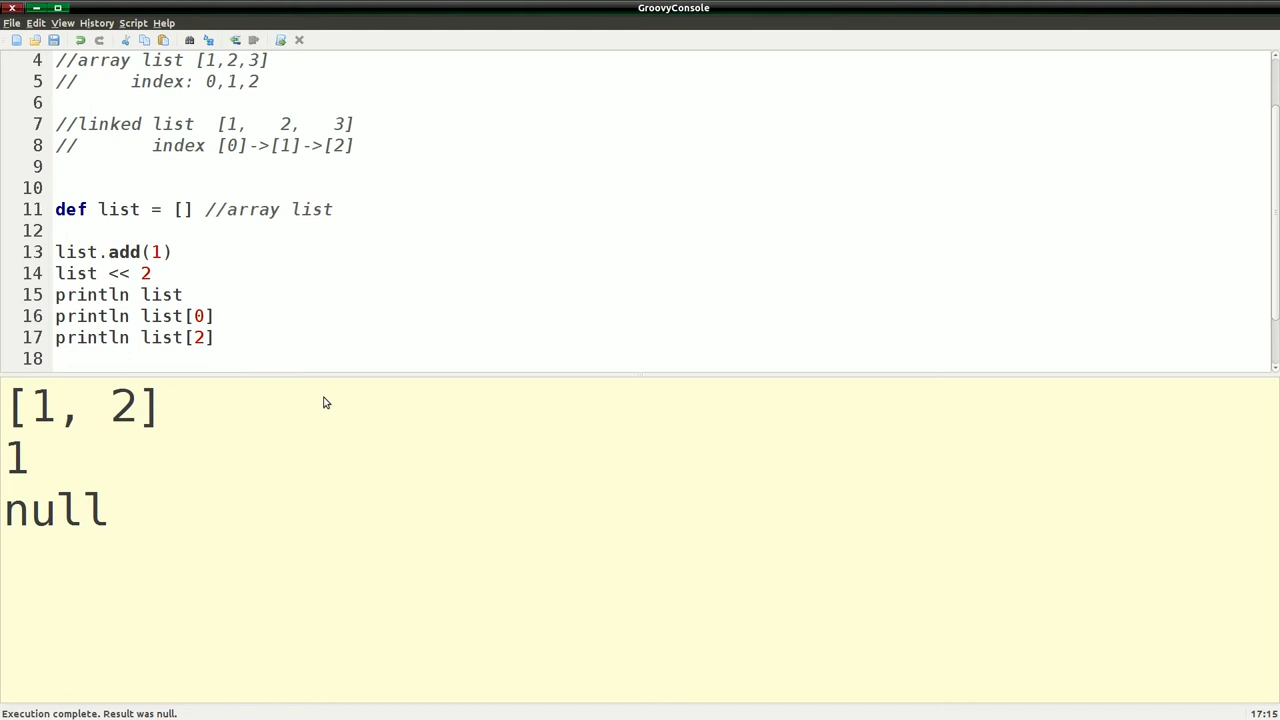 GroovyConsole
File Edit View History Script Help
4 //array list [1,2,3]
5 //     index: 0,1,2
6
7 //linked list  [1,   2,   3]
8 //       index [0]->[1]->[2]
9
10
11 def list = [] //array list
12
13 list.add(1)
14 list << 2
15 println list
16 println list[0]
17 println list[2]
18
[1, 2]
1
null
Execution complete. Result was null. 17:15